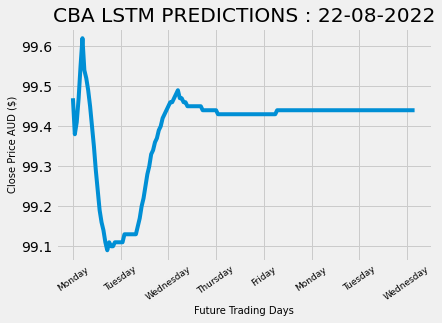 CBA LSTM PREDICTIONS : 22-08-2022
99.6
99.5
99.4
99.3
99.2
99.1
Close Price AUD ($)
Monday
Tuesday
Wednesday
Thursday
Friday
Monday
Tuesday
Wednesday
Future Trading Days